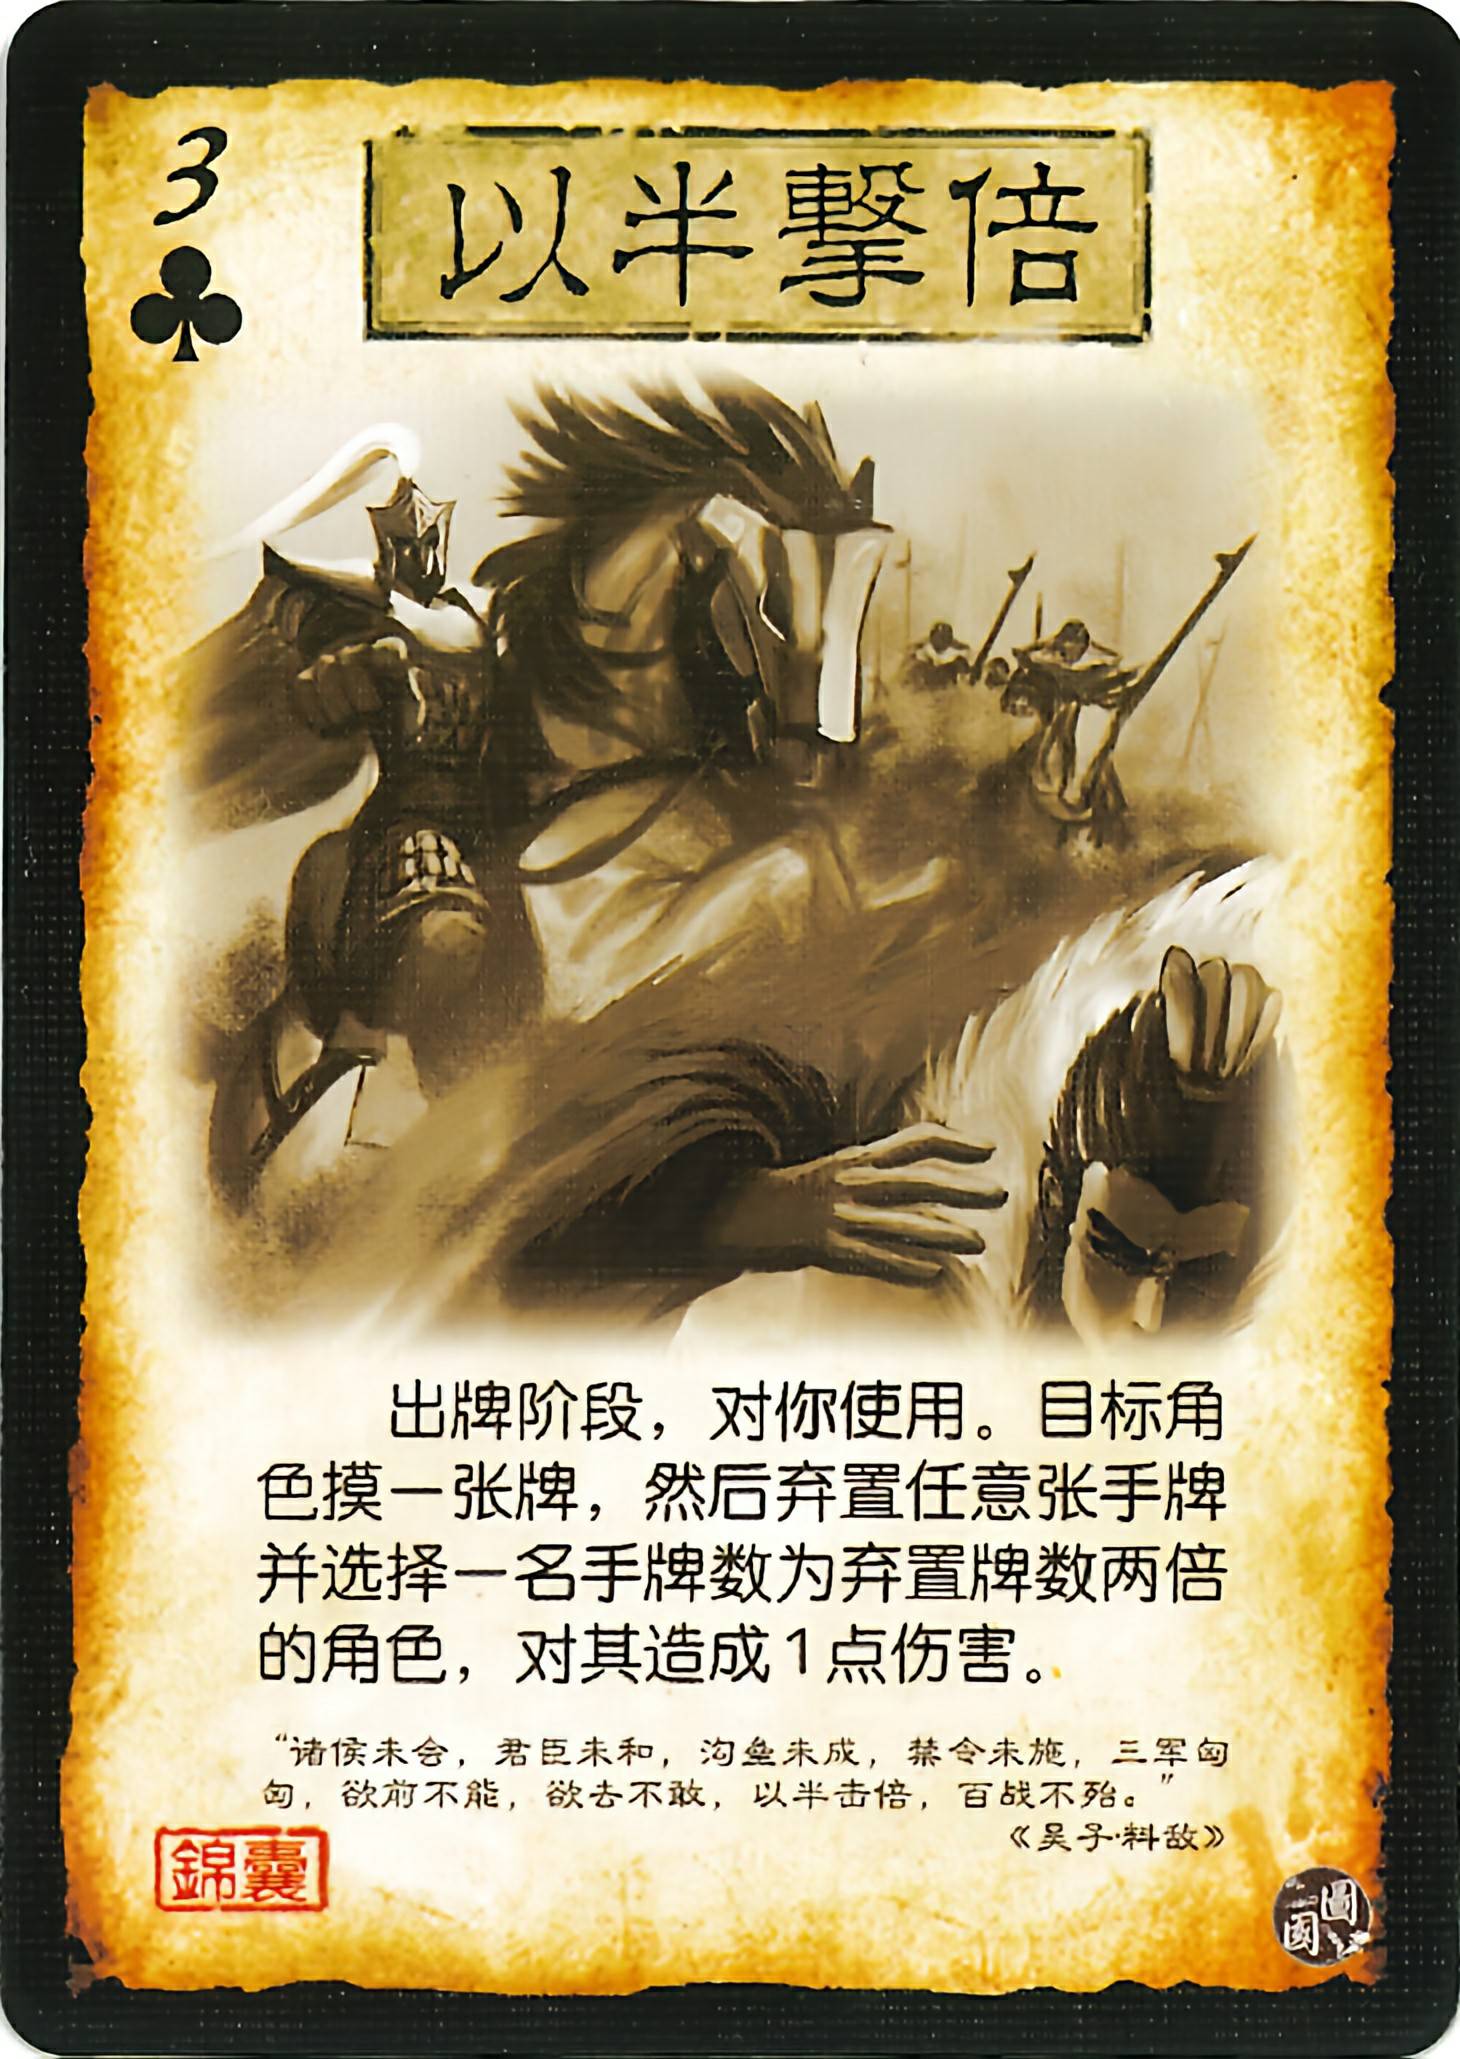 3
以半擊倍
出牌阶段，对你使用。目标角
色摸一张牌，然后弃置任意张手牌
并选择一名手牌数为弃置牌数两倍
的角色，对其造成1点伤害。
“诸侯未会，君臣未和，沟垒未成，禁令未施，三军匈
匈，欲前不能，欲去不敢，以半击倍，百战不殆。”
《吴子·料敌》
錦囊